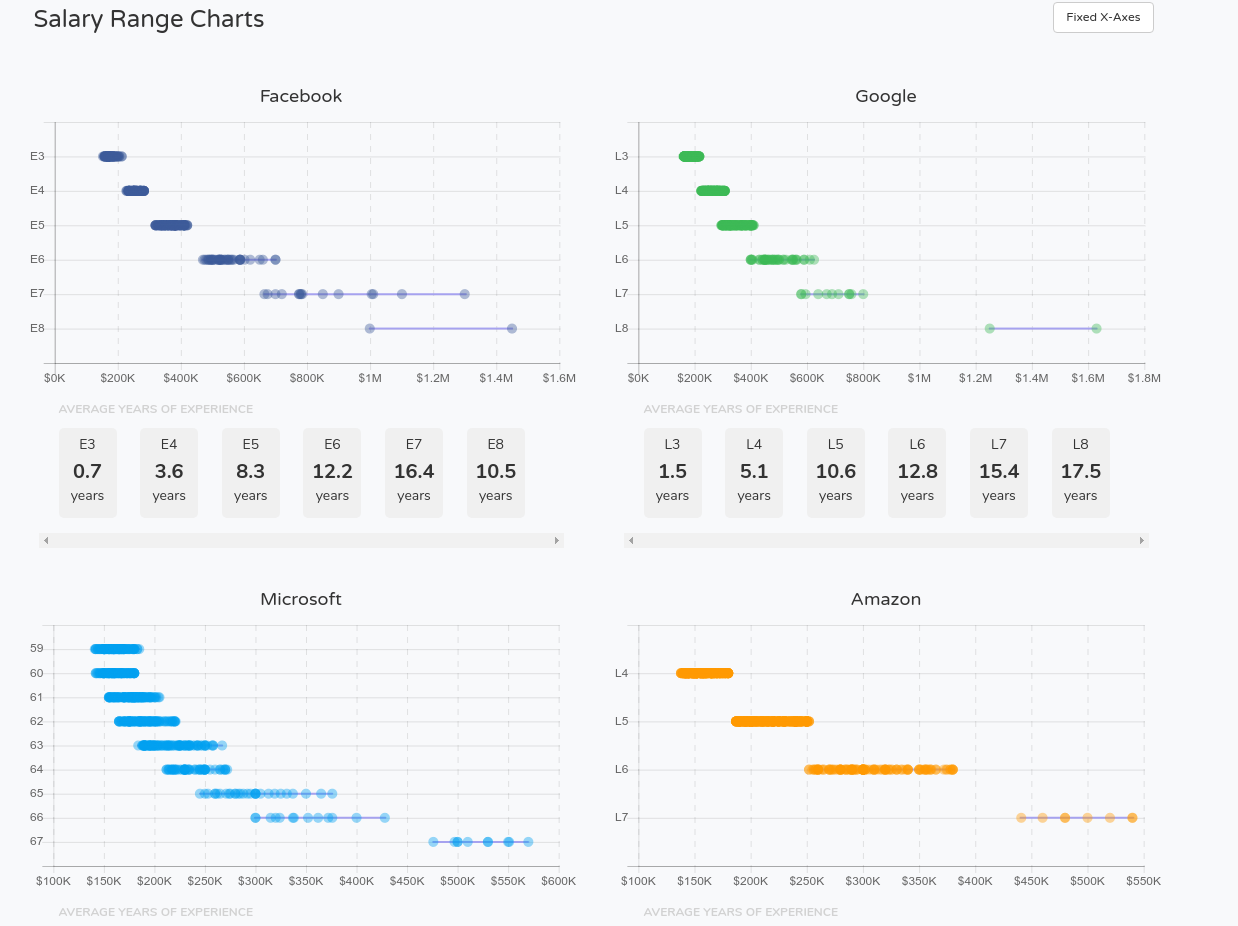 Salary Range Charts
Fixed X-Axes
Facebook
E3
E4
E5
E6
E7
E8
$0K $200K $400K $600K $800K $1M $1.2M $1.4M $1.6M
AVERAGE YEARS OF EXPERIENCE
E3 E4 E5 E6 E7 E8
0.7 3.6 8.3 12.2 16.4 10.5
years years years years years years
Google
L3
L4
L5
L6
L7
L8
$0K $200K $400K $600K $800K $1M $1.2M $1.4M $1.6M $1.8M
AVERAGE YEARS OF EXPERIENCE
L3 L4 L5 L6 L7 L8
1.5 5.1 10.6 12.8 15.4 17.5
years years years years years years
Microsoft
59
60
61
62
63
64
65
66
67
$100K $150K $200K $250K $300K $350K $400K $450K $500K $550K $600K
AVERAGE YEARS OF EXPERIENCE
Amazon
L4
L5
L6
L7
$100K $150K $200K $250K $300K $350K $400K $450K $500K $550K
AVERAGE YEARS OF EXPERIENCE